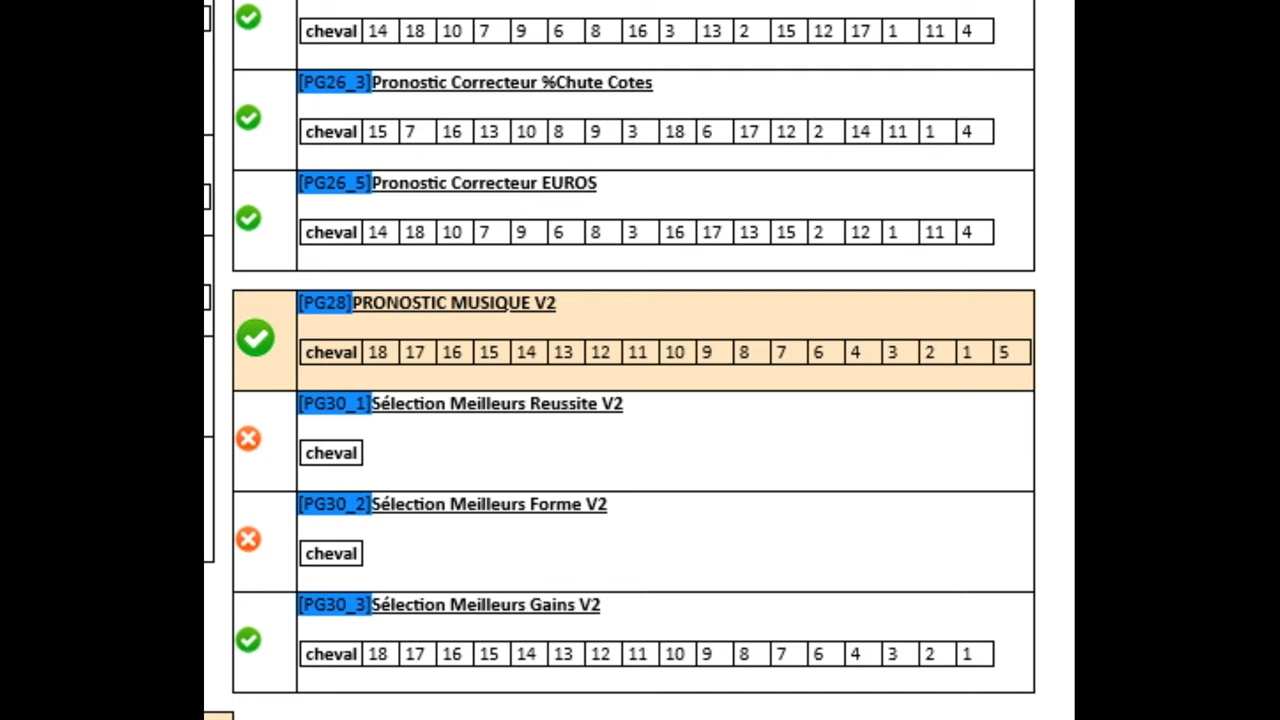 cheval 14 18 10 7 9 6 8 16 3 13 2 15 12 17 1 11 4
[PG26_3]Pronostic Correcteur %Chute Cotes
cheval 15 7 16 13 10 8 9 3 18 6 17 12 2 14 11 1 4
[PG26_5]Pronostic Correcteur EUROS
cheval 14 18 10 7 9 6 8 3 16 17 13 15 2 12 1 11 4
[PG28]PRONOSTIC MUSIQUE V2
cheval 18 17 16 15 14 13 12 11 10 9 8 7 6 4 3 2 1 5
[PG30_1]Sélection Meilleurs Reussite V2
cheval
[PG30_2]Sélection Meilleurs Forme V2
cheval
[PG30_3]Sélection Meilleurs Gains V2
cheval 18 17 16 15 14 13 12 11 10 9 8 7 6 4 3 2 1